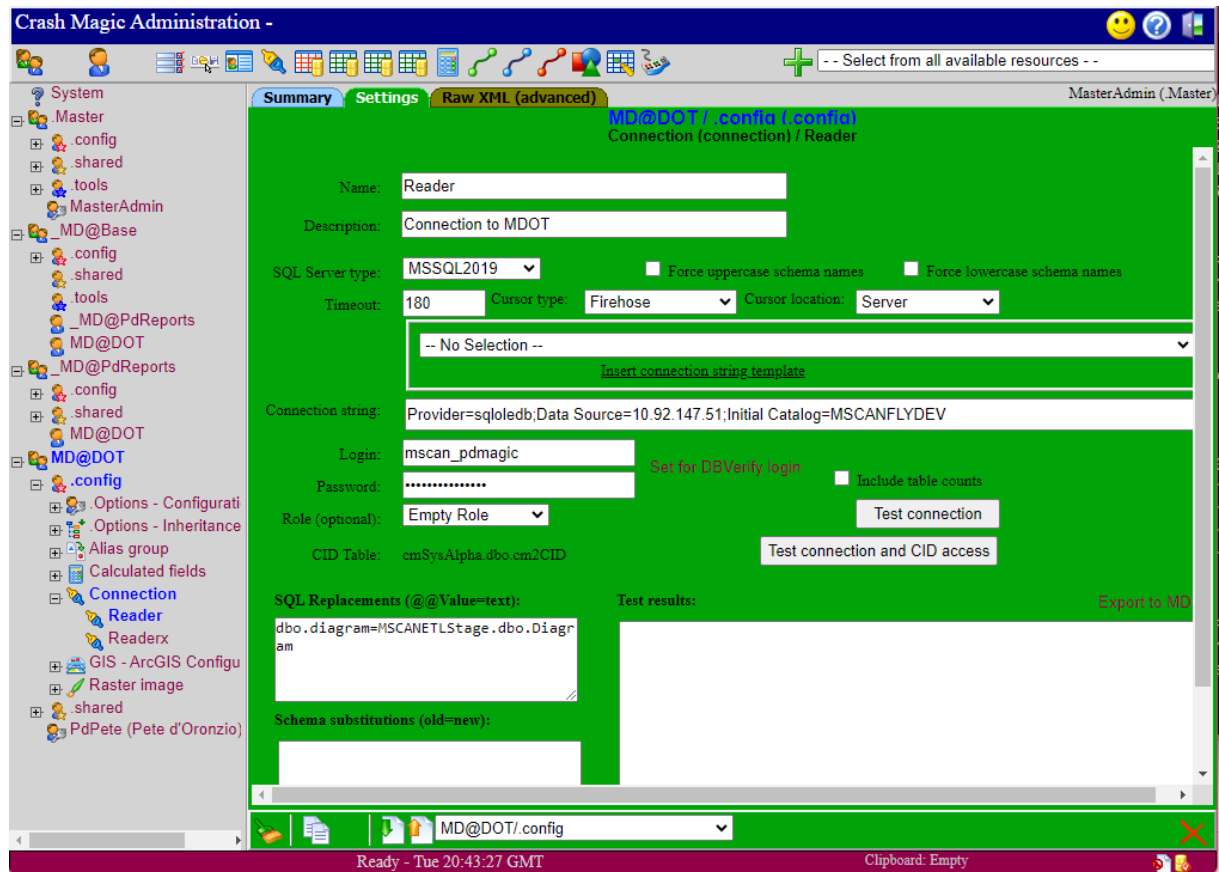 Crash Magic Administration -
- - Select from all available resources - -
System
.Master
.config
.shared
.tools
MasterAdmin
_MD@Base
.config
.shared
.tools
_MD@PdReports
MD@DOT
_MD@PdReports
.config
.shared
MD@DOT
MD@DOT
.config
.Options - Configurati
.Options - Inheritance
Alias group
Calculated fields
Connection
Reader
Readerx
GIS - ArcGIS Configu
Raster image
.shared
PdPete (Pete d'Oronzio)
Summary Settings Raw XML (advanced) MasterAdmin (.Master)
MD@DOT / .config (.config)
Connection (connection) / Reader
Name: Reader
Description: Connection to MDOT
SQL Server type: MSSQL2019 Force uppercase schema names Force lowercase schema names
Timeout: 180 Cursor type: Firehose Cursor location: Server
-- No Selection --
Insert connection string template
Connection string: Provider=sqloledb;Data Source=10.92.147.51;Initial Catalog=MSCANFLYDEV
Login: mscan_pdmagic Set for DBVerify login
Password: ••••••••••••••• Include table counts
Role (optional): Empty Role Test connection
CID Table: cmSysAlpha.dbo.cm2CID Test connection and CID access
SQL Replacements (@@Value=text): Test results: Export to MD
dbo.diagram=MSCANETLStage.dbo.Diagr
am
Schema substitutions (old=new):
MD@DOT/.config
Ready - Tue 20:43:27 GMT Clipboard: Empty